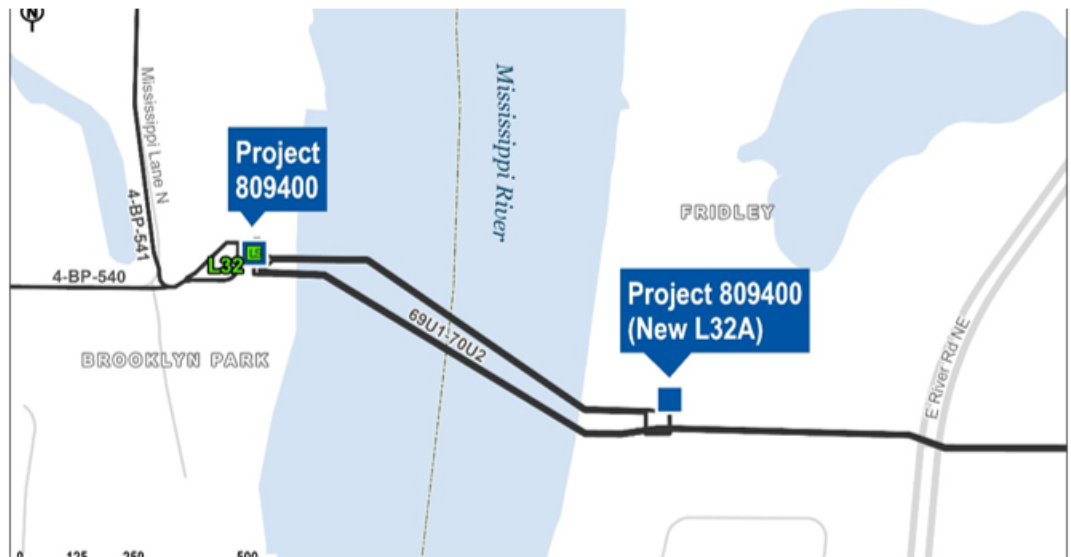 N
Mississippi Lane N
Mississippi River
Project
809400
4-BP-541
FRIDLEY
L32
4-BP-540
Project 809400
(New L32A)
69U1-70U2
E River Rd NE
BROOKLYN PARK
0 125 250 500